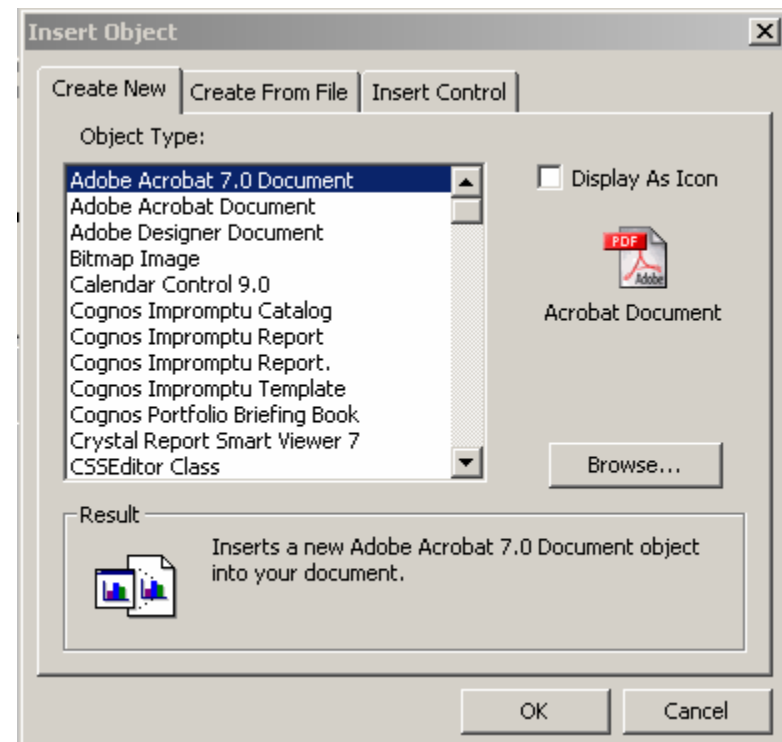 Insert Object
Create New
Create From File
Insert Control
Object Type:
Adobe Acrobat 7.0 Document
Adobe Acrobat Document
Adobe Designer Document
Bitmap Image
Calendar Control 9.0
Cognos Impromptu Catalog
Cognos Impromptu Report
Cognos Impromptu Report.
Cognos Impromptu Template
Cognos Portfolio Briefing Book
Crystal Report Smart Viewer 7
CSSEditor Class
Display As Icon
PDF
Adobe
Acrobat Document
Browse...
Result
Inserts a new Adobe Acrobat 7.0 Document object
into your document.
OK
Cancel